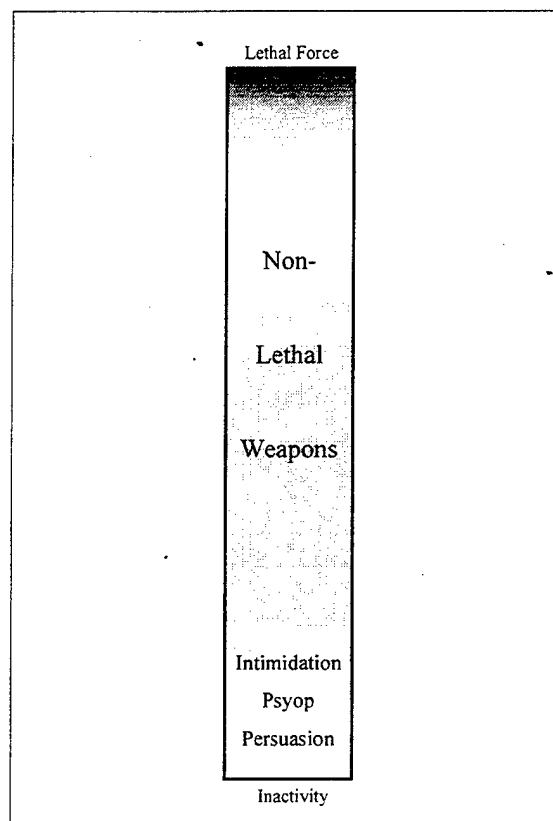 Lethal Force
Non-
Lethal
Weapons
Intimidation
Psyop
Persuasion
Inactivity